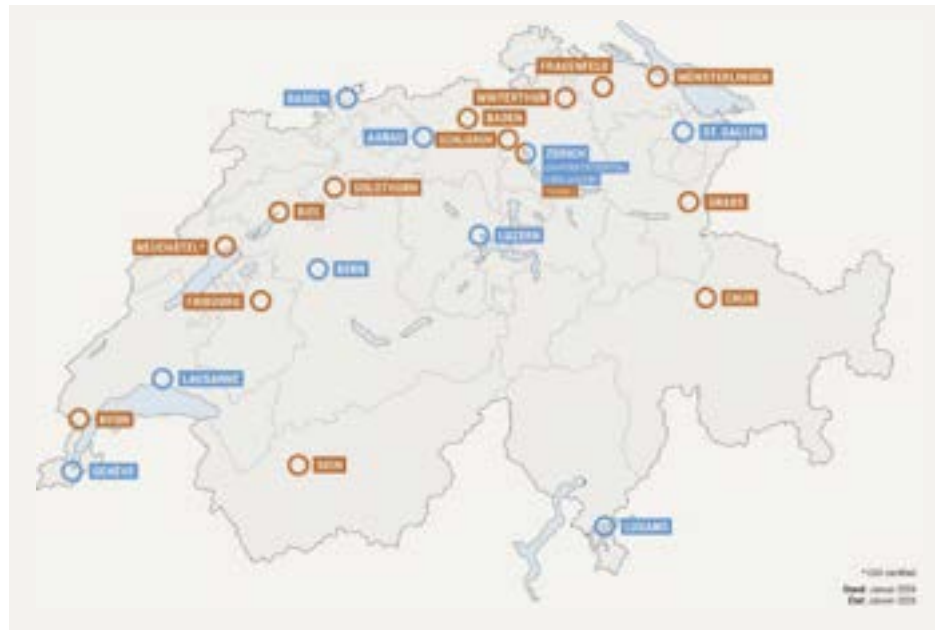 FRAUENFELD
MÜNSTERLINGEN
BASEL*
WINTERTHUR
BADEN
AARAU
SCHLIEREN
ST. GALLEN
ZÜRICH
SOLOTHURN
GRABS
BIEL
LUZERN
NEUCHÂTEL*
BERN
FRIBOURG
CHUR
LAUSANNE
NYON
SION
GENÈVE
LUGANO